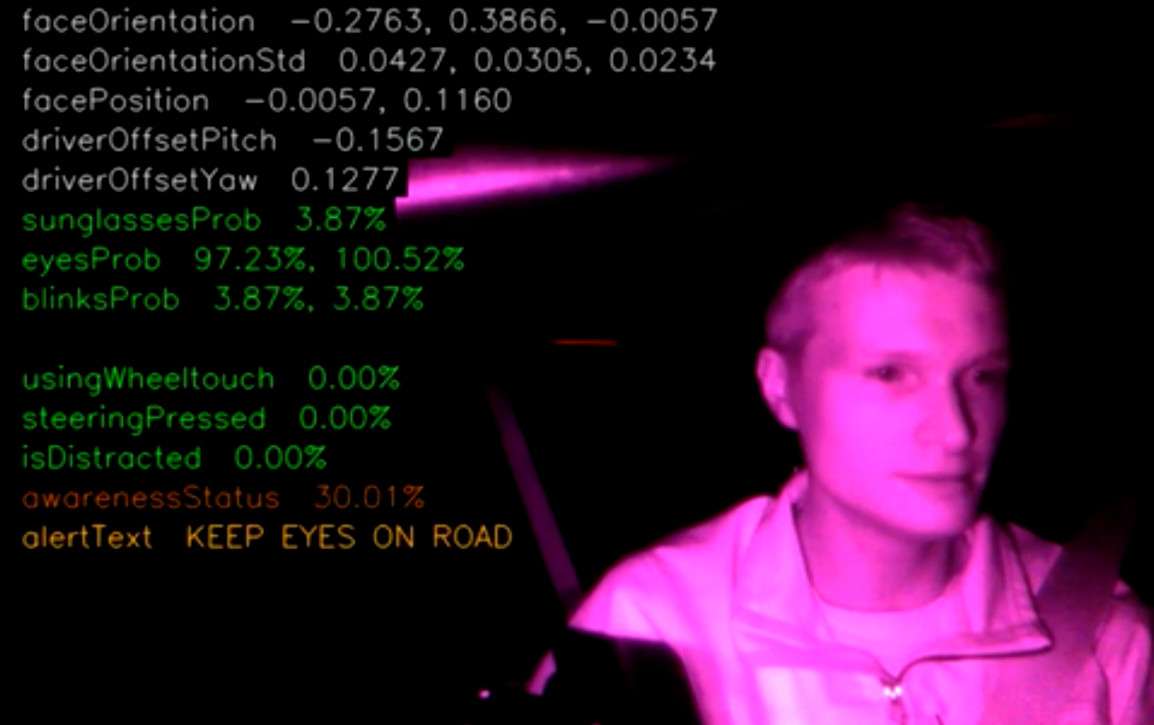 faceOrientation -0.2763, 0.3866, -0.0057
faceOrientationStd 0.0427, 0.0305, 0.0234
facePosition -0.0057, 0.1160
driverOffsetPitch -0.1567
driverOffsetYaw 0.1277
sunglassesProb 3.87%
eyesProb 97.23%, 100.52%
blinksProb 3.87%, 3.87%
usingWheeltouch 0.00%
steeringPressed 0.00%
isDistracted 0.00%
awarenessStatus 30.01%
alertText KEEP EYES ON ROAD